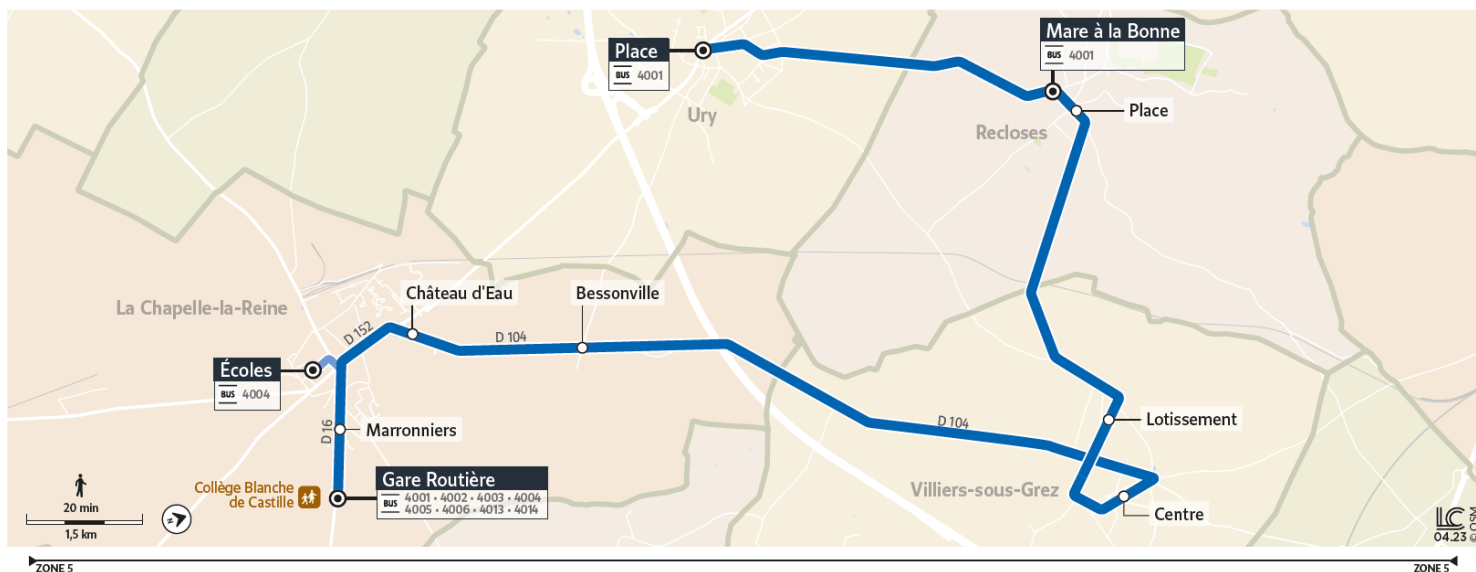 Place
BUS 4001
Ury
Mare à la Bonne
BUS 4001
Place
Recloses
La Chapelle-la-Reine
Château d'Eau
Bessonville
D 152
D 104
Écoles
BUS 4004
D 16
Marronniers
D 104
Lotissement
Collège Blanche
de Castille
Gare Routière
BUS 4001 • 4002 • 4003 • 4004
4005 • 4006 • 4013 • 4014
Villiers-sous-Grez
Centre
20 min
1,5 km
LC
04.23 © OSM
ZONE 5
ZONE 5